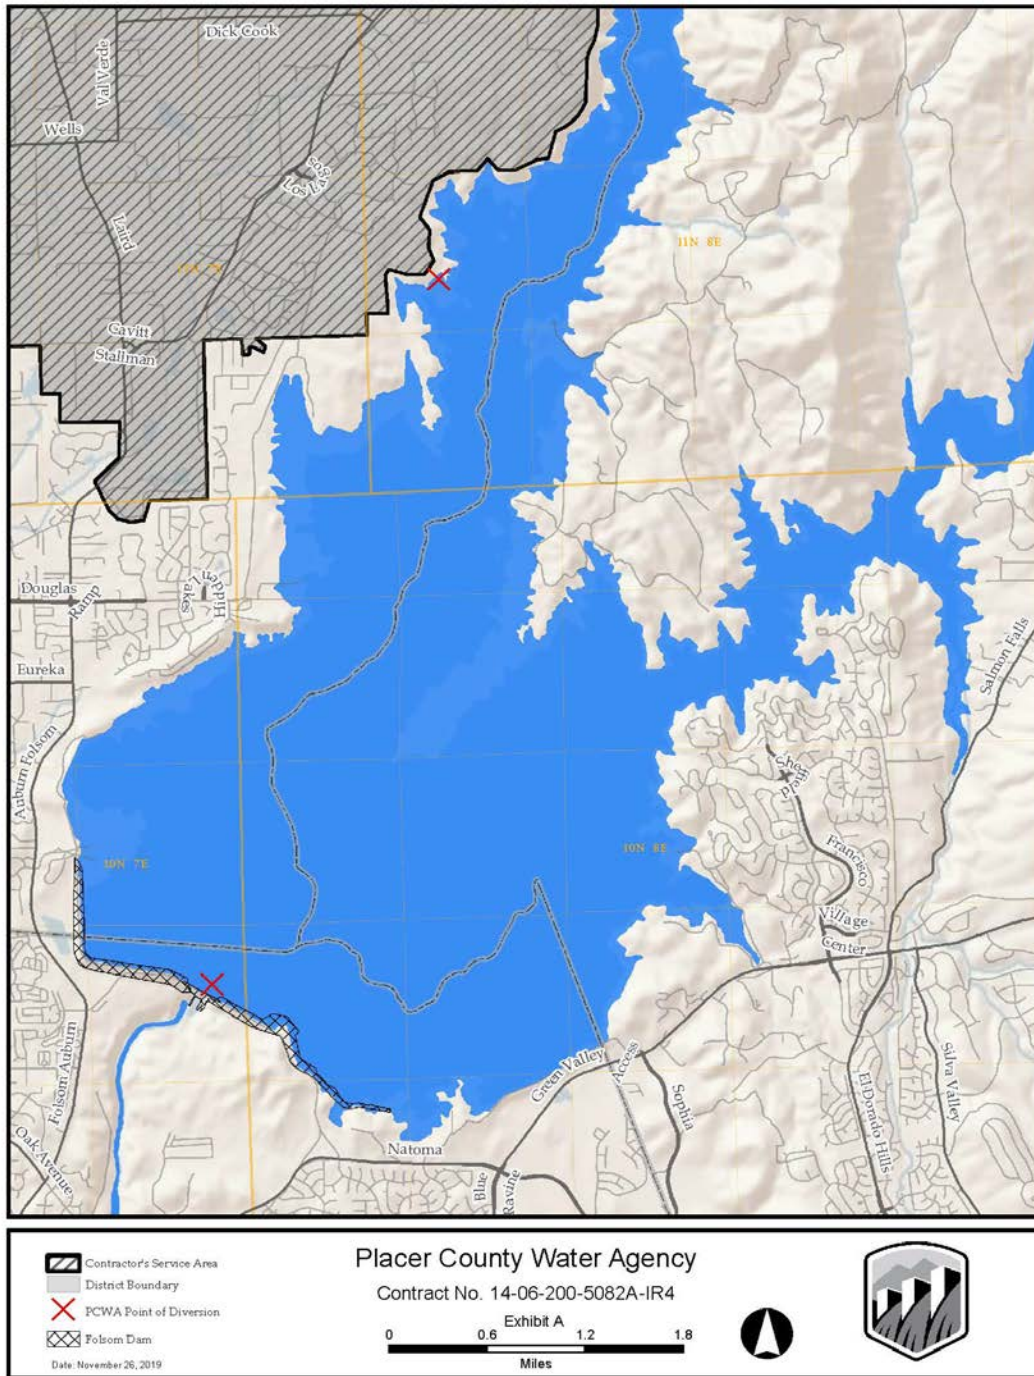 Dick Cook
Val Verde
Wells
Los Lagos
Laird
11N 8E
Cavitt
Stallman
Douglas
Ramp
Hidden
Lakes
Eureka
Salmon Falls
Auburn Folsom
Sheffield
10N 7E
10N 8E
Francisco
Village
Center
Green Valley
Access
Folsom Auburn
Sophia
El Dorado Hills
Silva Valley
Oak Avenue
Natoma
Blue
Ravine
Contractor's Service Area
District Boundary
PCWA Point of Diversion
Folsom Dam
Date: November 26, 2019
Placer County Water Agency
Contract No. 14-06-200-5082A-IR4
Exhibit A
0 0.6 1.2 1.8
Miles